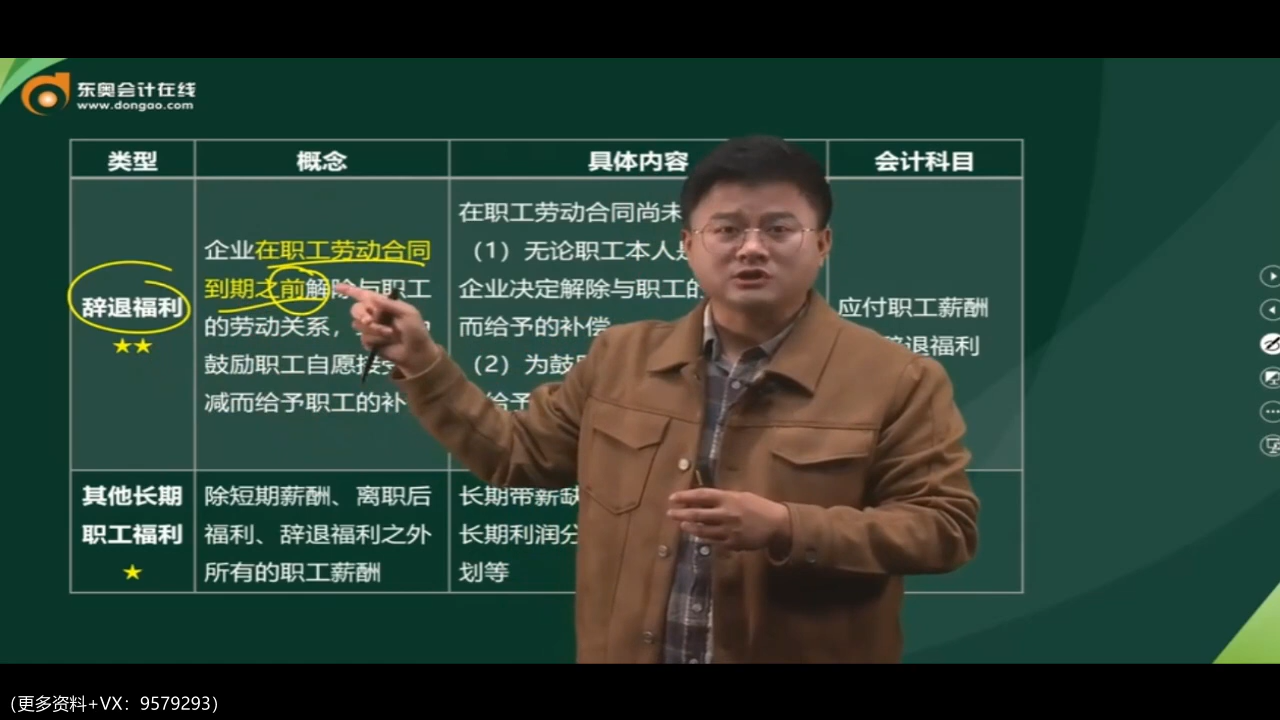 东奥会计在线
www.dongao.com
类型
概念
具体内容
会计科目
辞退福利
★★
企业在职工劳动合同
到期之前解除与职工
的劳动关系，
鼓励职工自愿接受
减而给予职工的补
在职工劳动合同尚未
（1）无论职工本人是
企业决定解除与职工的
而给予的补偿
（2）为鼓励
给予
应付职工薪酬
辞退福利
其他长期
职工福利
★
除短期薪酬、离职后
福利、辞退福利之外
所有的职工薪酬
长期带薪缺
长期利润分
划等
(更多资料+VX：9579293)